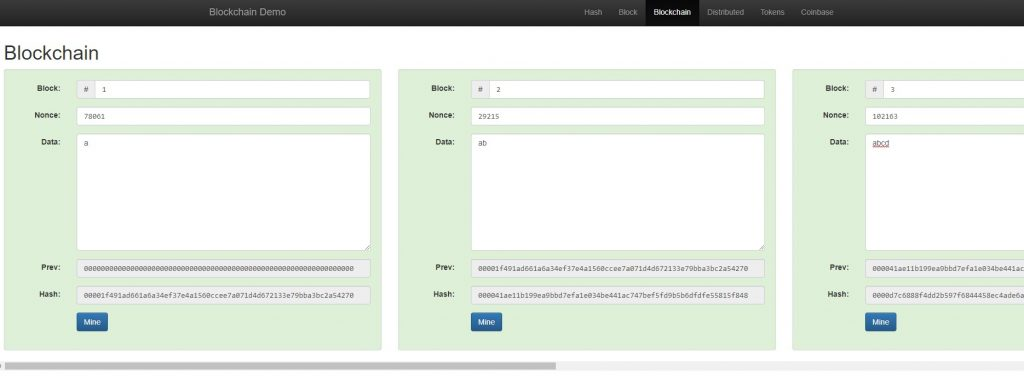 Blockchain Demo Hash Block Blockchain Distributed Tokens Coinbase
Blockchain
Block: # 1
Nonce: 78061
Data: a
Prev: 0000000000000000000000000000000000000000000000000000000000000000
Hash: 00001f491ad661a6a34ef37e4a1560ccee7a071d4d672133e79bba3bc2a54270
Mine
Block: # 2
Nonce: 29215
Data: ab
Prev: 00001f491ad661a6a34ef37e4a1560ccee7a071d4d672133e79bba3bc2a54270
Hash: 000041ae11b199ea9bbd7efa1e034be441ac747bef5fd9b5b6dfdfe55815f848
Mine
Block: # 3
Nonce: 102163
Data: abcd
Prev: 000041ae11b199ea9bbd7efa1e034be441ac
Hash: 0000d7c6888f4dd2b597f6844458ec4ade6a
Mine